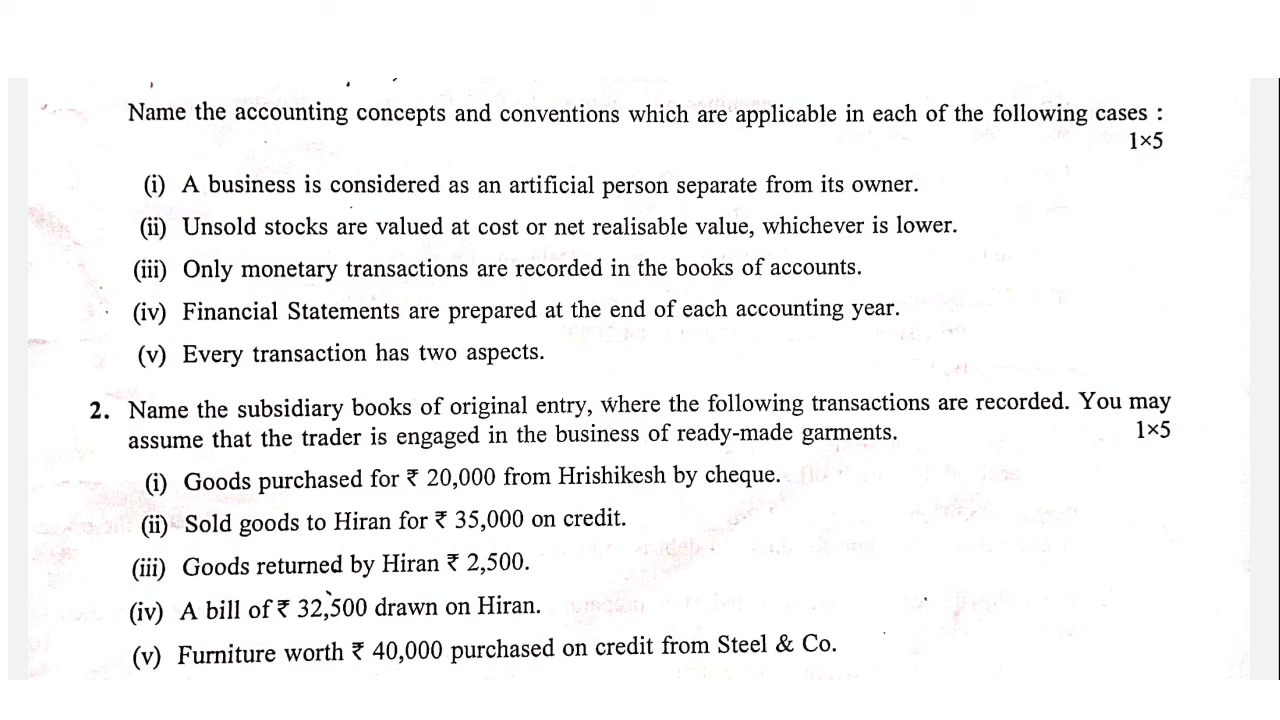 Name the accounting concepts and conventions which are applicable in each of the following cases :
1×5
(i) A business is considered as an artificial person separate from its owner.
(ii) Unsold stocks are valued at cost or net realisable value, whichever is lower.
(iii) Only monetary transactions are recorded in the books of accounts.
(iv) Financial Statements are prepared at the end of each accounting year.
(v) Every transaction has two aspects.
2. Name the subsidiary books of original entry, where the following transactions are recorded. You may
assume that the trader is engaged in the business of ready-made garments. 1×5
(i) Goods purchased for ₹ 20,000 from Hrishikesh by cheque.
(ii) Sold goods to Hiran for ₹ 35,000 on credit.
(iii) Goods returned by Hiran ₹ 2,500.
(iv) A bill of ₹ 32,500 drawn on Hiran.
(v) Furniture worth ₹ 40,000 purchased on credit from Steel & Co.